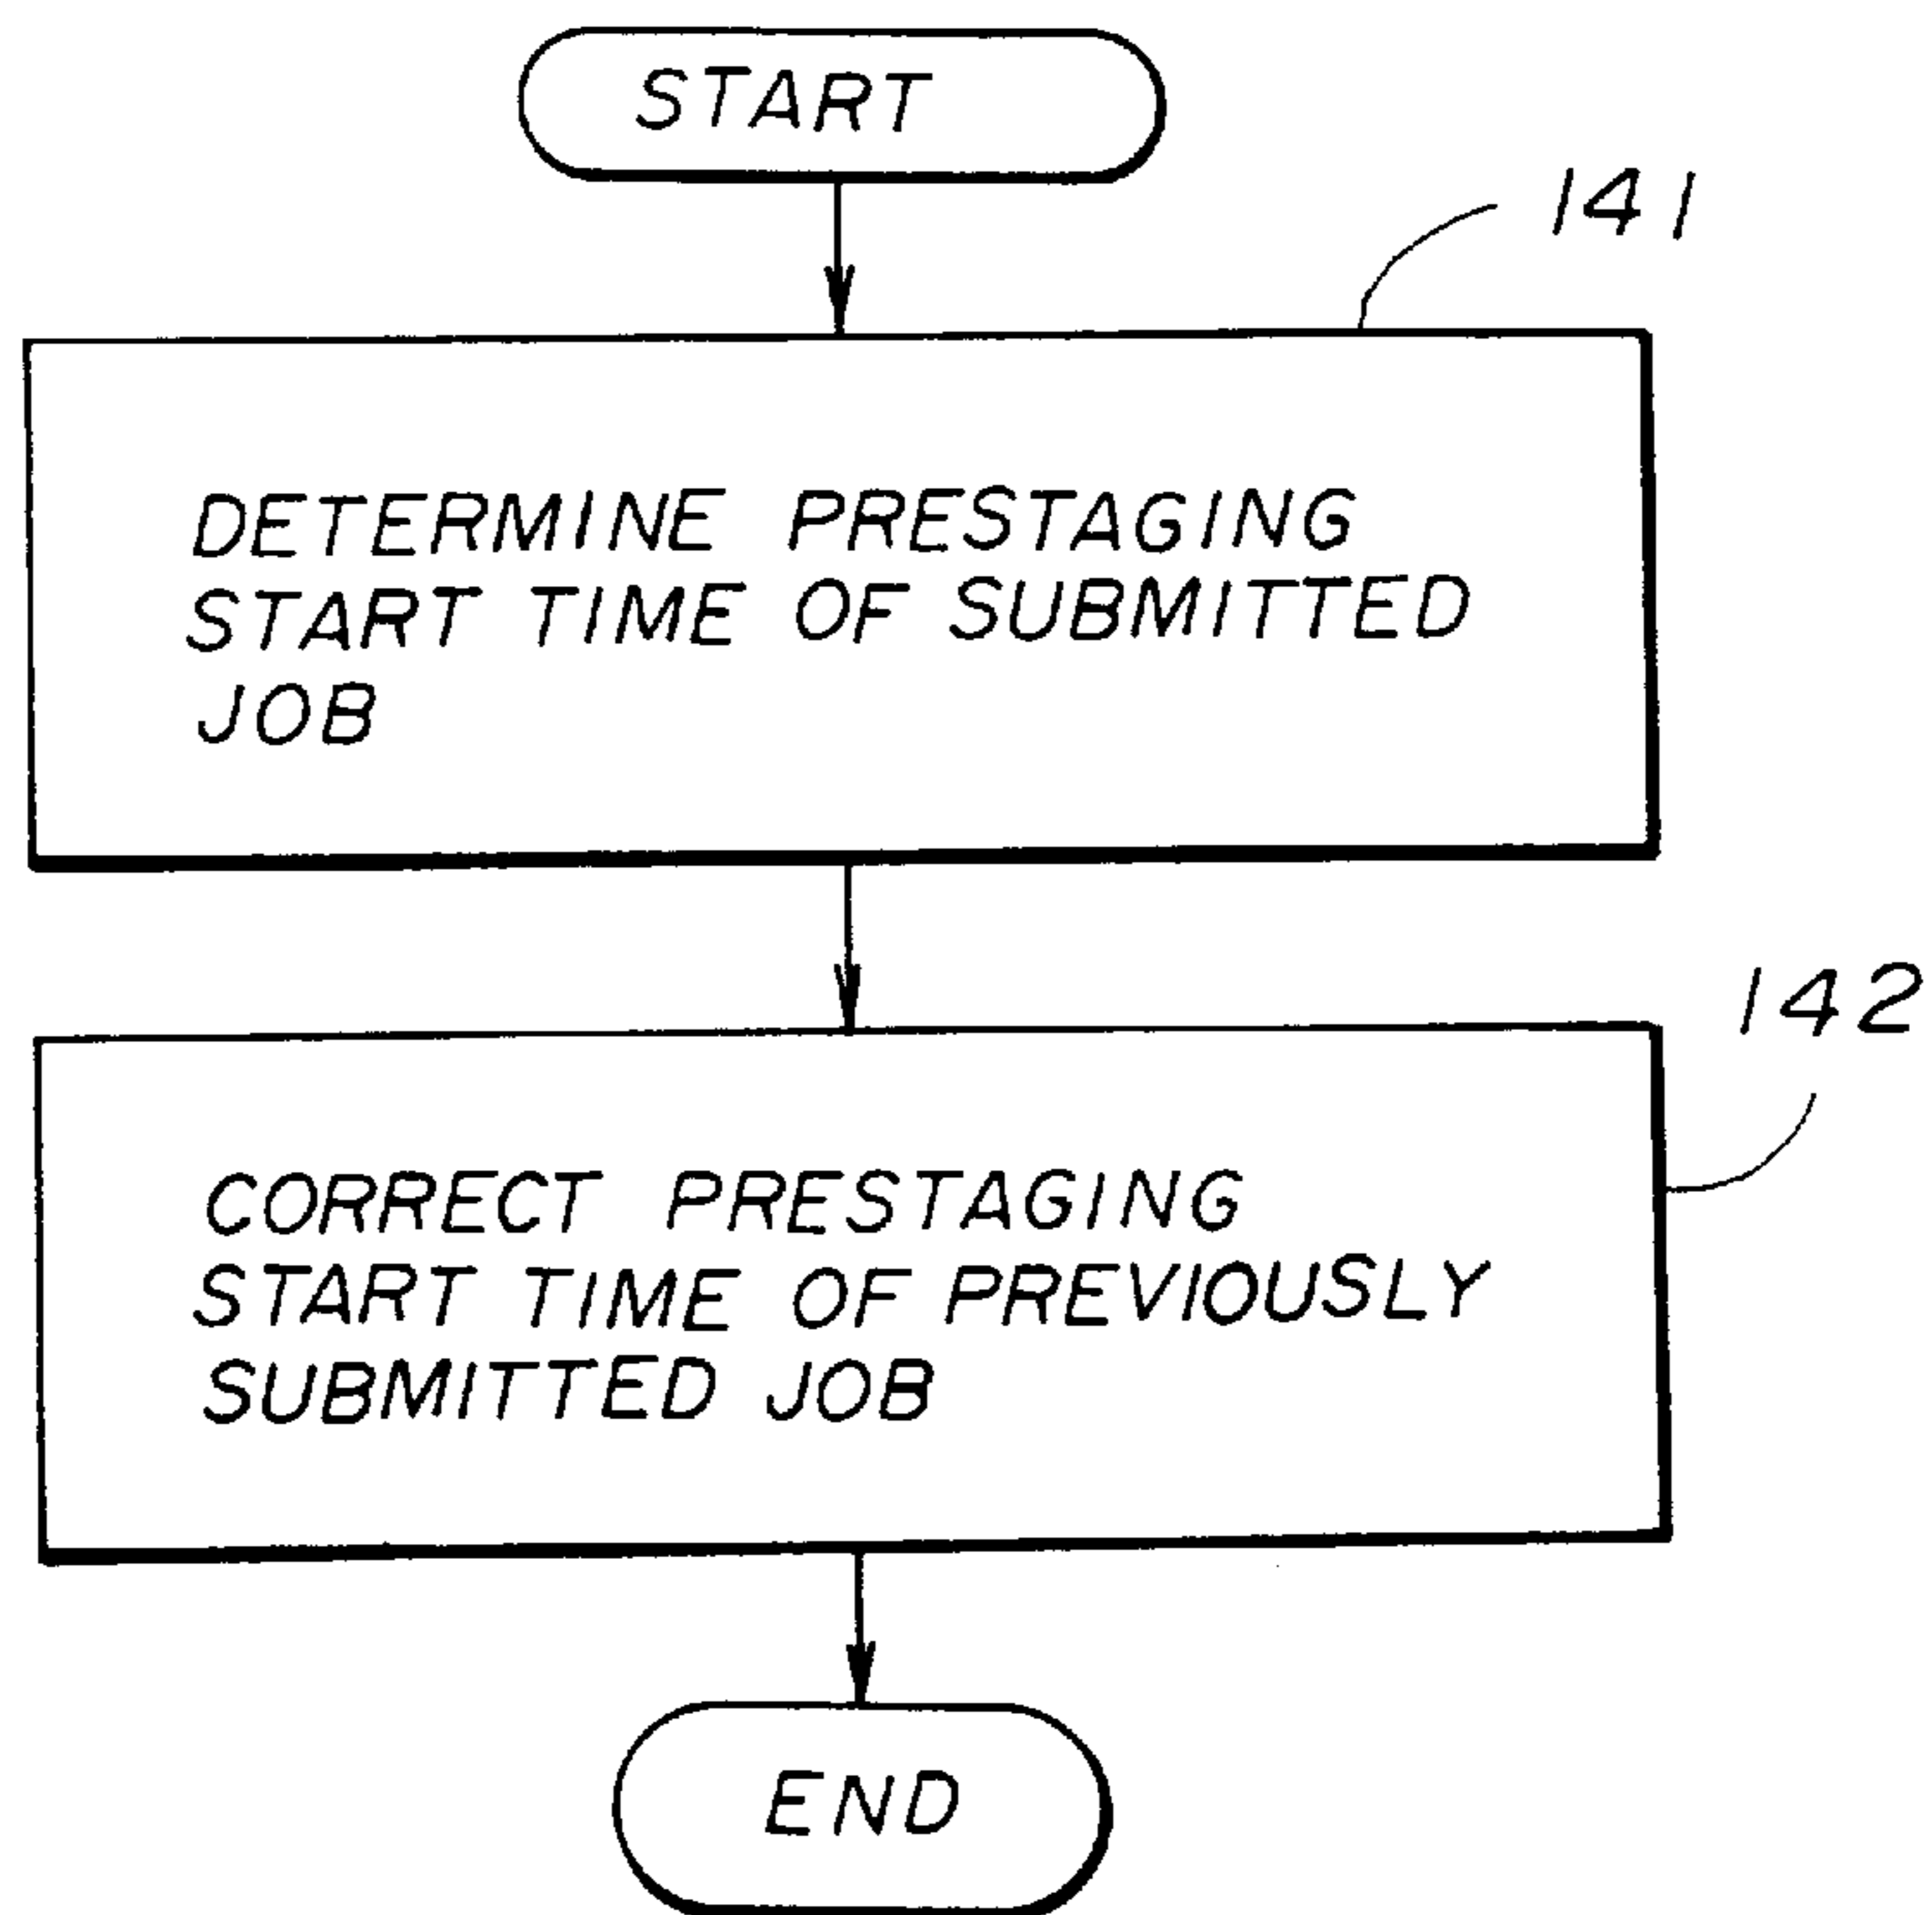 START
141
DETERMINE PRESTAGING
START TIME OF SUBMITTED
JOB
142
CORRECT PRESTAGING
START TIME OF PREVIOUSLY
SUBMITTED JOB
END